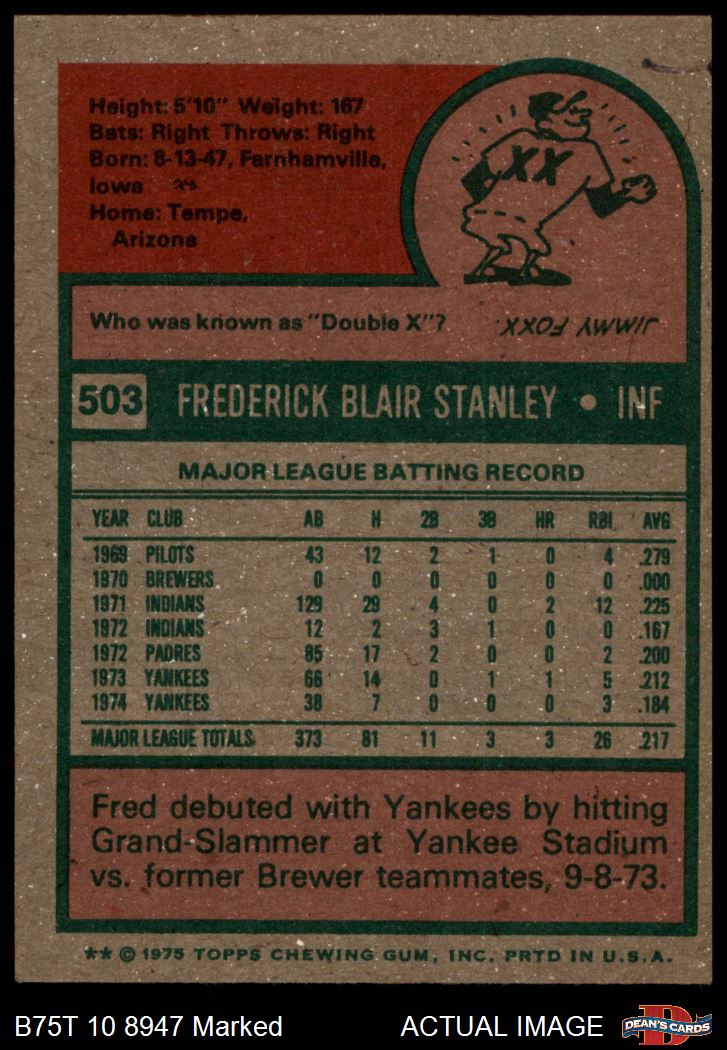 Height: 5'10" Weight: 167
Bats: Right Throws: Right
Born: 8-13-47, Farnhamville,
Iowa
Home: Tempe,
Arizona
XX
Who was known as "Double X"?
JIMMY FOXX.
503 FREDERICK BLAIR STANLEY • INF
MAJOR LEAGUE BATTING RECORD
YEAR CLUB AB H 2B 3B HR RBI AVG
1969 PILOTS 43 12 2 1 0 4 .279
1970 BREWERS 0 0 0 0 0 0 .000
1971 INDIANS 129 29 4 0 2 12 .225
1972 INDIANS 12 2 3 1 0 0 .167
1972 PADRES 85 17 2 0 0 2 .200
1973 YANKEES 66 14 0 1 1 5 .212
1974 YANKEES 38 7 0 0 0 3 .184
MAJOR LEAGUE TOTALS 373 81 11 3 3 26 .217
Fred debuted with Yankees by hitting
Grand-Slammer at Yankee Stadium
vs. former Brewer teammates, 9-8-73.
** © 1975 TOPPS CHEWING GUM, INC. PRTD IN U.S.A.
B75T 10 8947 Marked ACTUAL IMAGE
D
DEAN'S CARDS